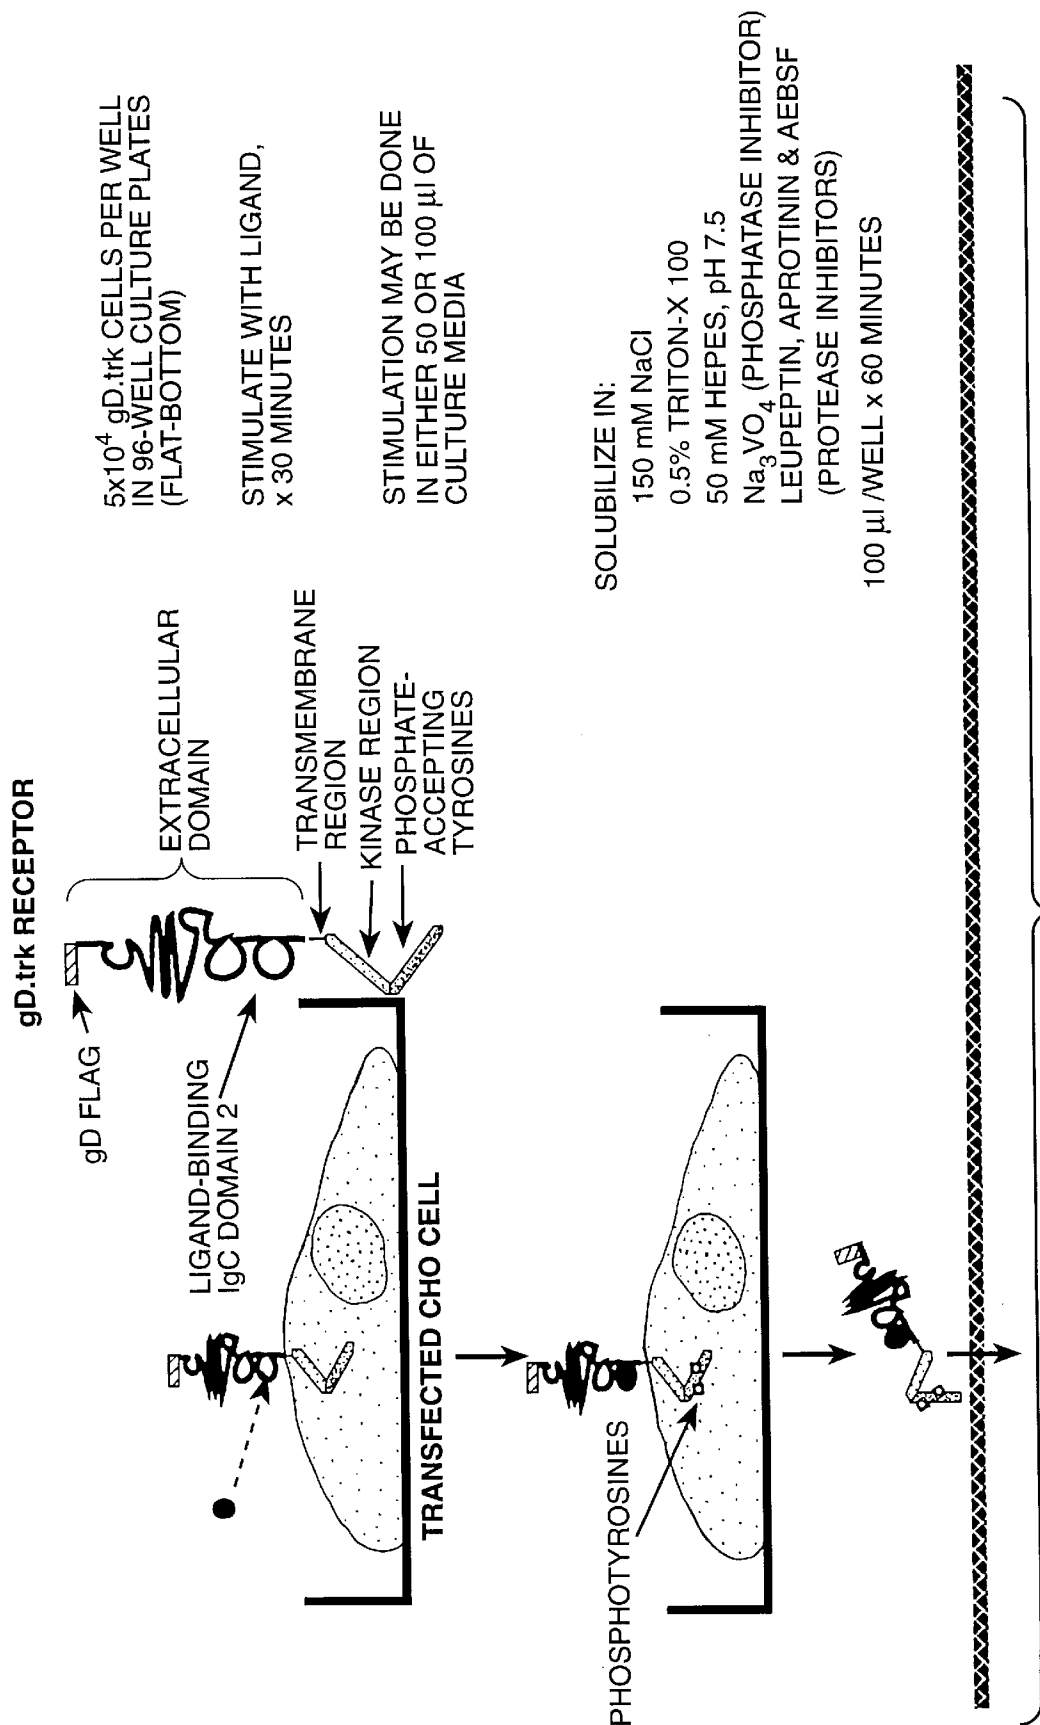 gD.trk RECEPTOR
gD FLAG
EXTRACELLULAR
DOMAIN
LIGAND-BINDING
IgC DOMAIN 2
TRANSMEMBRANE
REGION
KINASE REGION
PHOSPHATE-
ACCEPTING
TYROSINES
TRANSFECTED CHO CELL
5x10⁴ gD.trk CELLS PER WELL
IN 96-WELL CULTURE PLATES
(FLAT-BOTTOM)
STIMULATE WITH LIGAND,
x 30 MINUTES
STIMULATION MAY BE DONE
IN EITHER 50 OR 100 µl OF
CULTURE MEDIA
PHOSPHOTYROSINES
SOLUBILIZE IN:
150 mM NaCl
0.5% TRITON-X 100
50 mM HEPES, pH 7.5
Na₃VO₄ (PHOSPHATASE INHIBITOR)
LEUPEPTIN, APROTININ & AEBSF
(PROTEASE INHIBITORS)
100 µl /WELL x 60 MINUTES